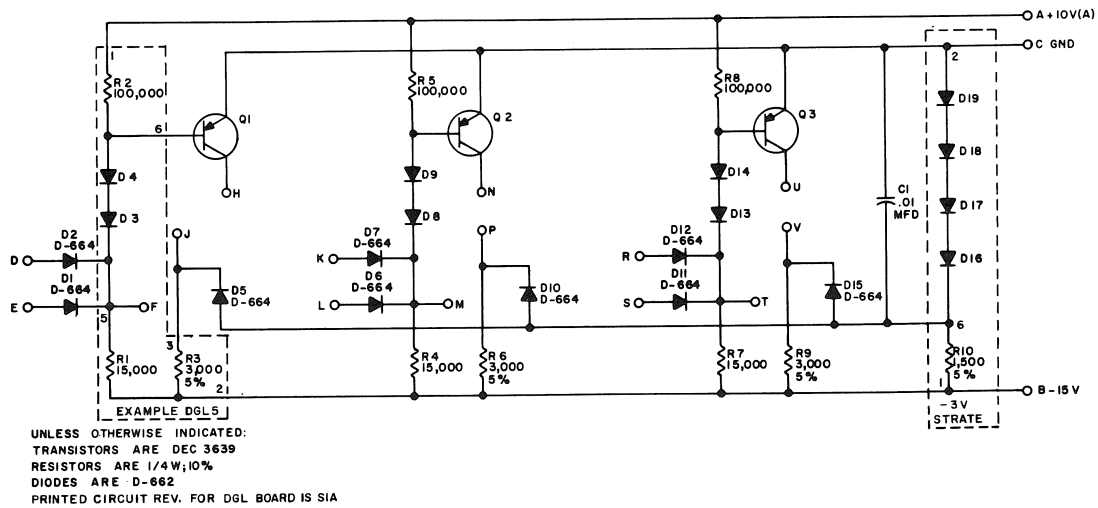 A +10V(A)
C GND
1
2
R2
100,000
R5
100,000
R8
100,000
D19
6
Q1
Q2
Q3
D18
D4
D9
D14
H
N
U
C1
.01
MFD
D17
D3
D8
D13
J
P
V
D2
D-664
D7
D-664
D12
D-664
D16
D
K
R
D1
D-664
D5
D-664
D6
D-664
D10
D-664
D11
D-664
D15
D-664
E
F
L
M
S
T
5
6
3
R1
15,000
R3
3,000
5%
R4
15,000
R6
3,000
5%
R7
15,000
R9
3,000
5%
R10
1,500
5%
2
1
B -15V
EXAMPLE DGL5
-3V
STRATE
UNLESS OTHERWISE INDICATED:
TRANSISTORS ARE DEC 3639
RESISTORS ARE 1/4W; 10%
DIODES ARE D-662
PRINTED CIRCUIT REV. FOR DGL BOARD IS S1A